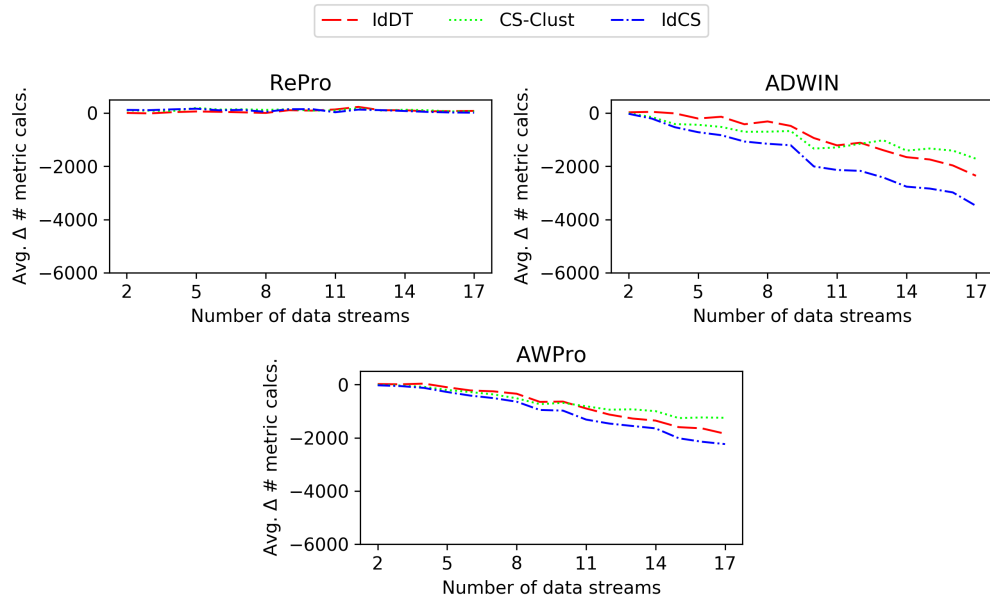 IdDT CS-Clust IdCS
RePro
Avg. Δ # metric calcs.
0
−2000
−4000
−6000
2 5 8 11 14 17
Number of data streams
ADWIN
Avg. Δ # metric calcs.
0
−2000
−4000
−6000
2 5 8 11 14 17
Number of data streams
AWPro
Avg. Δ # metric calcs.
0
−2000
−4000
−6000
2 5 8 11 14 17
Number of data streams